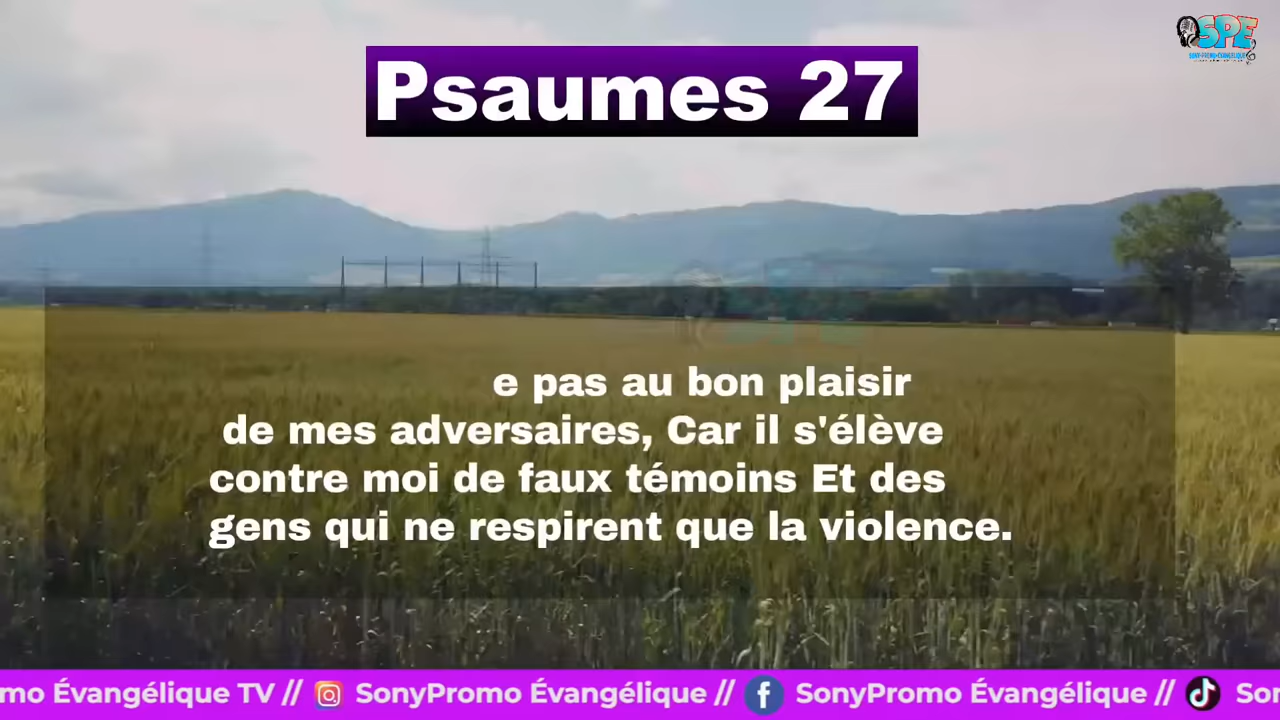 SPE
Psaumes 27
e pas au bon plaisir
de mes adversaires, Car il s'élève
contre moi de faux témoins Et des
gens qui ne respirent que la violence.
mo Évangélique TV // SonyPromo Évangélique // SonyPromo Évangélique // Son